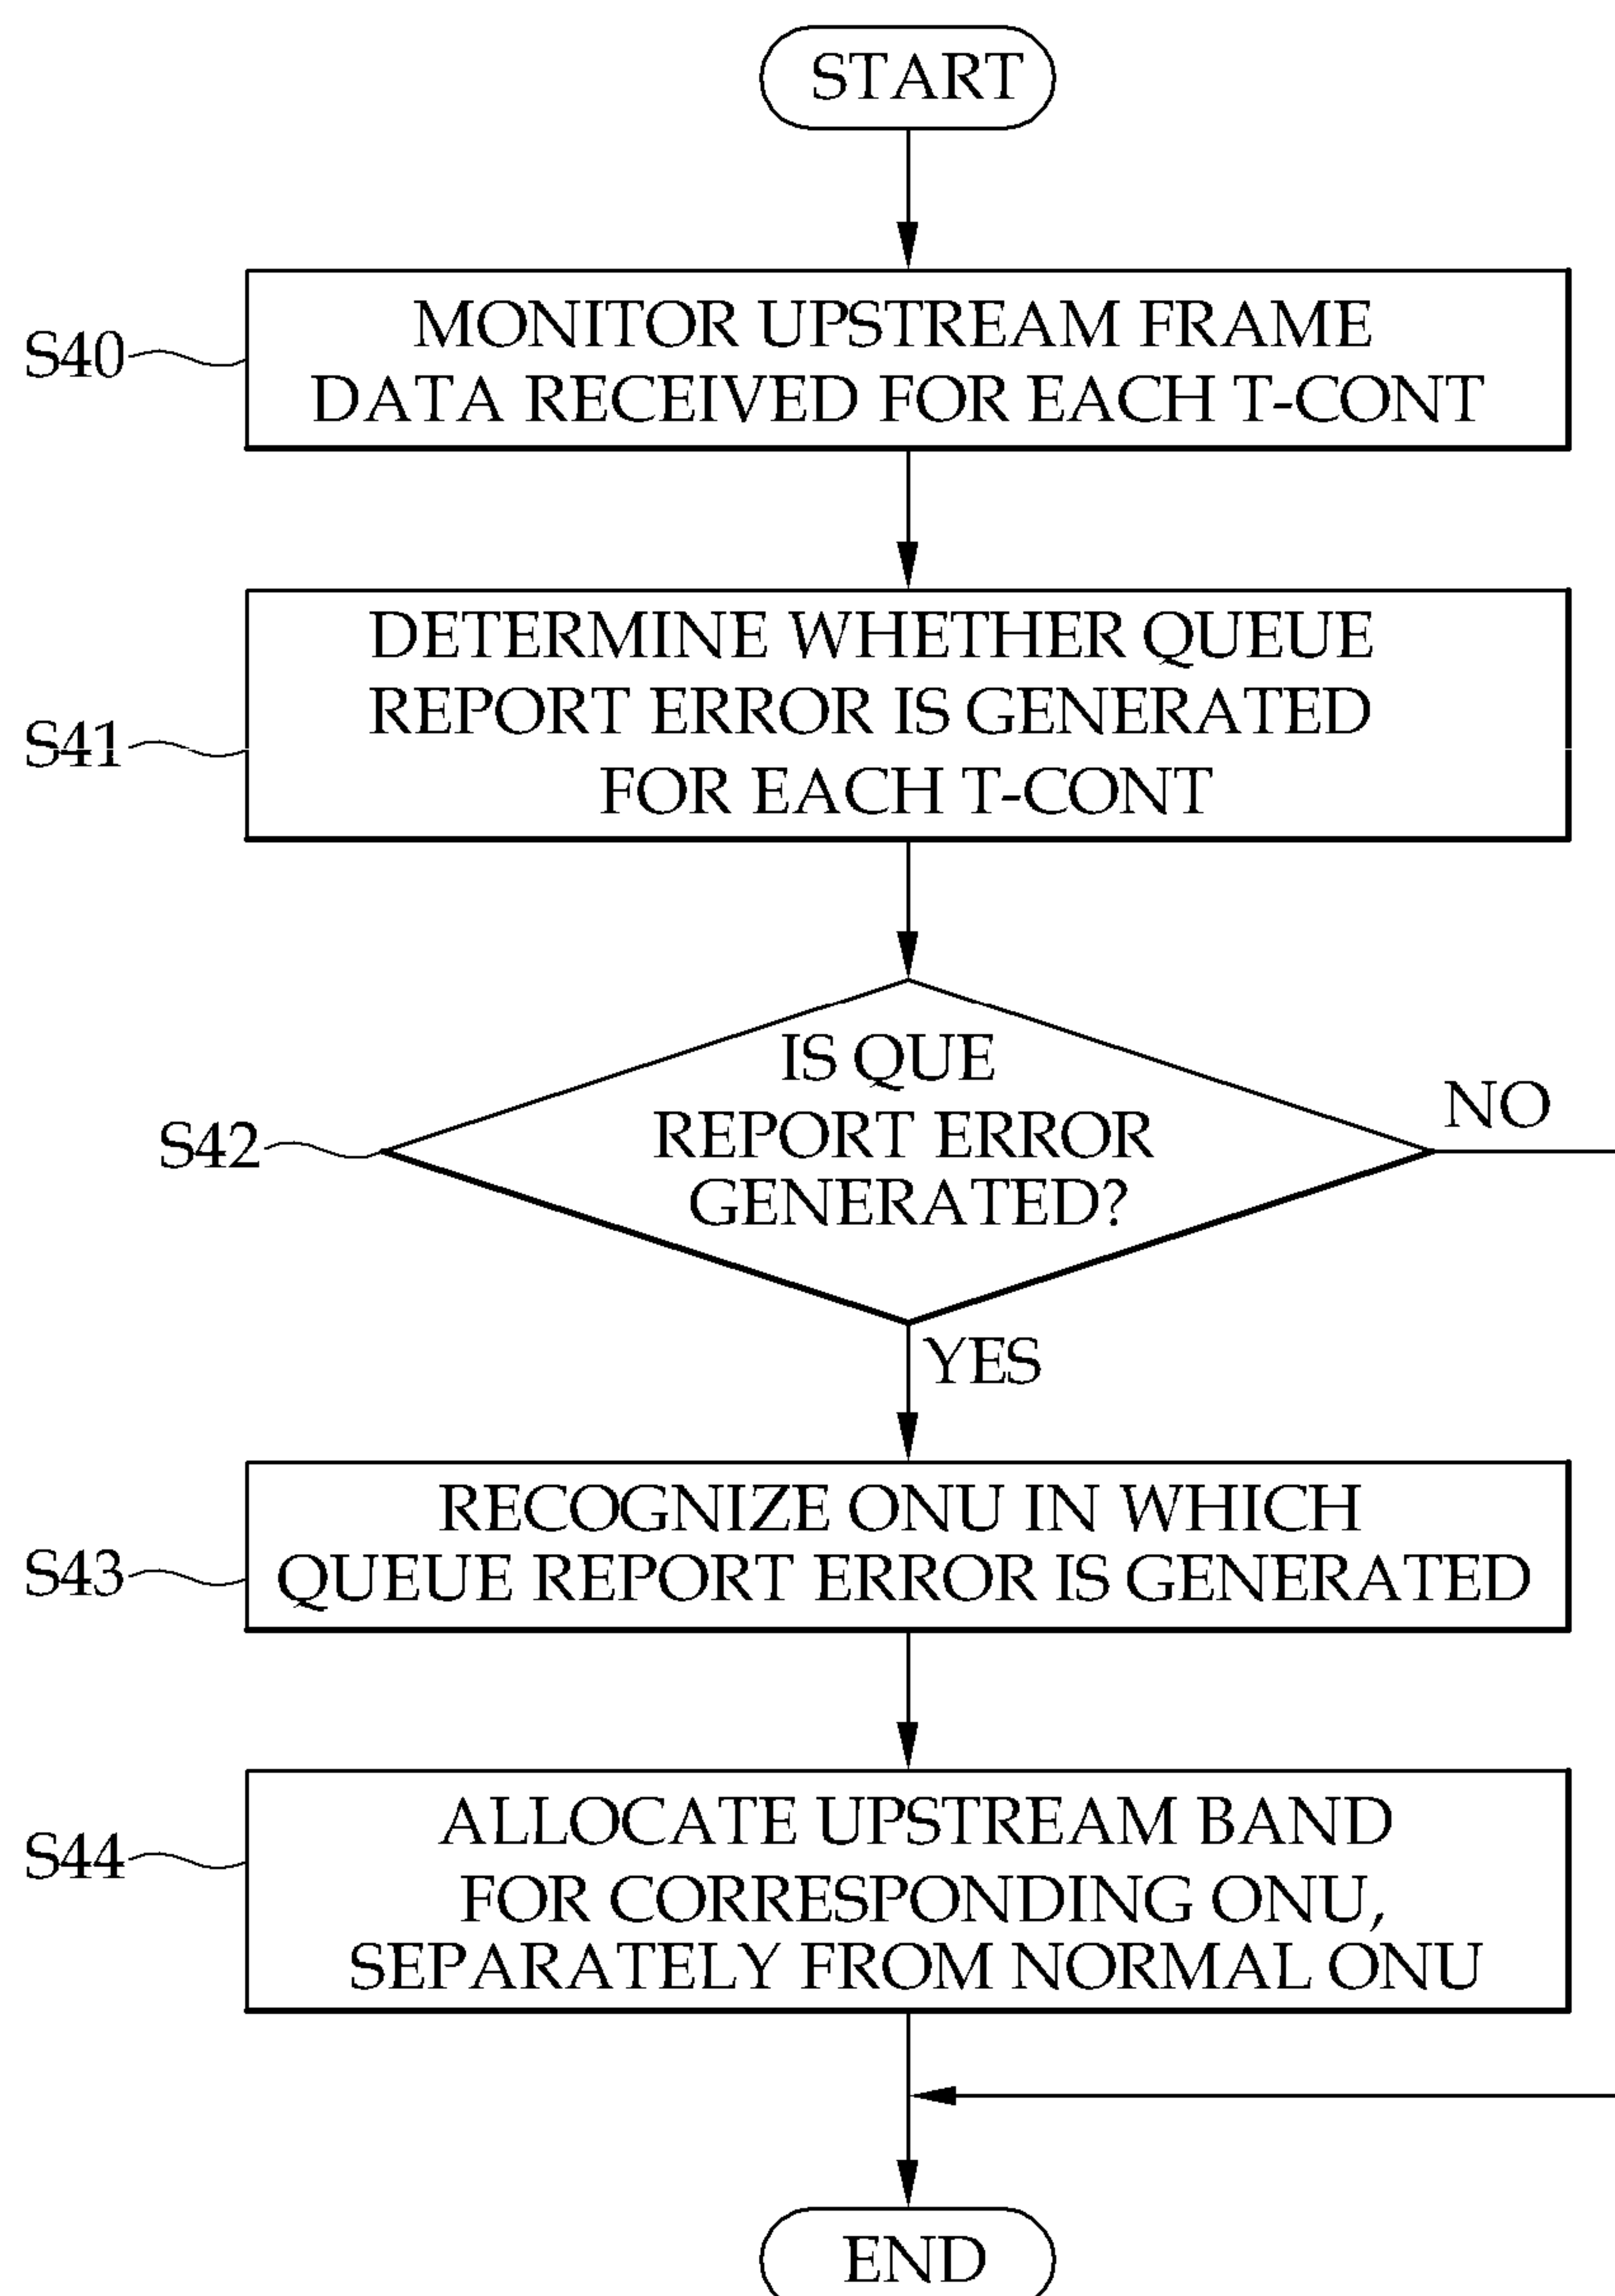 START
S40
MONITOR UPSTREAM FRAME
DATA RECEIVED FOR EACH T-CONT
S41
DETERMINE WHETHER QUEUE
REPORT ERROR IS GENERATED
FOR EACH T-CONT
S42
IS QUE
REPORT ERROR
GENERATED?
NO
YES
S43
RECOGNIZE ONU IN WHICH
QUEUE REPORT ERROR IS GENERATED
S44
ALLOCATE UPSTREAM BAND
FOR CORRESPONDING ONU,
SEPARATELY FROM NORMAL ONU
END